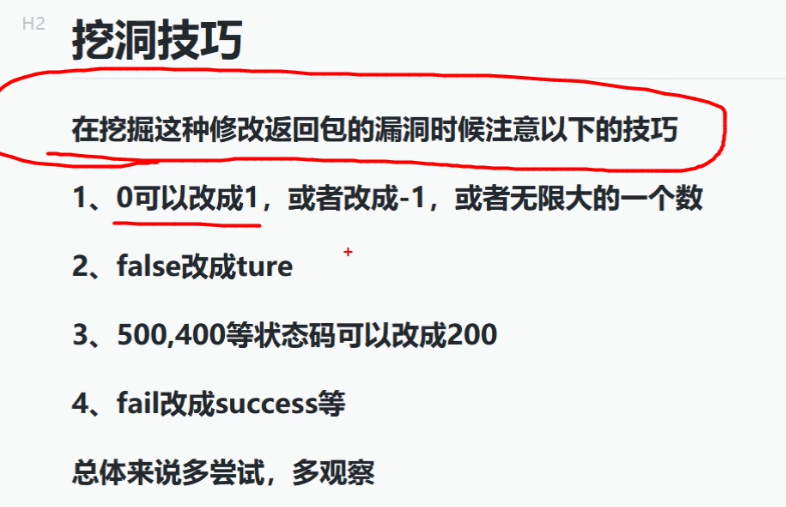 H2
挖洞技巧
在挖掘这种修改返回包的漏洞时候注意以下的技巧
1、0可以改成1，或者改成-1，或者无限大的一个数
2、false改成ture
3、500,400等状态码可以改成200
4、fail改成success等
总体来说多尝试，多观察